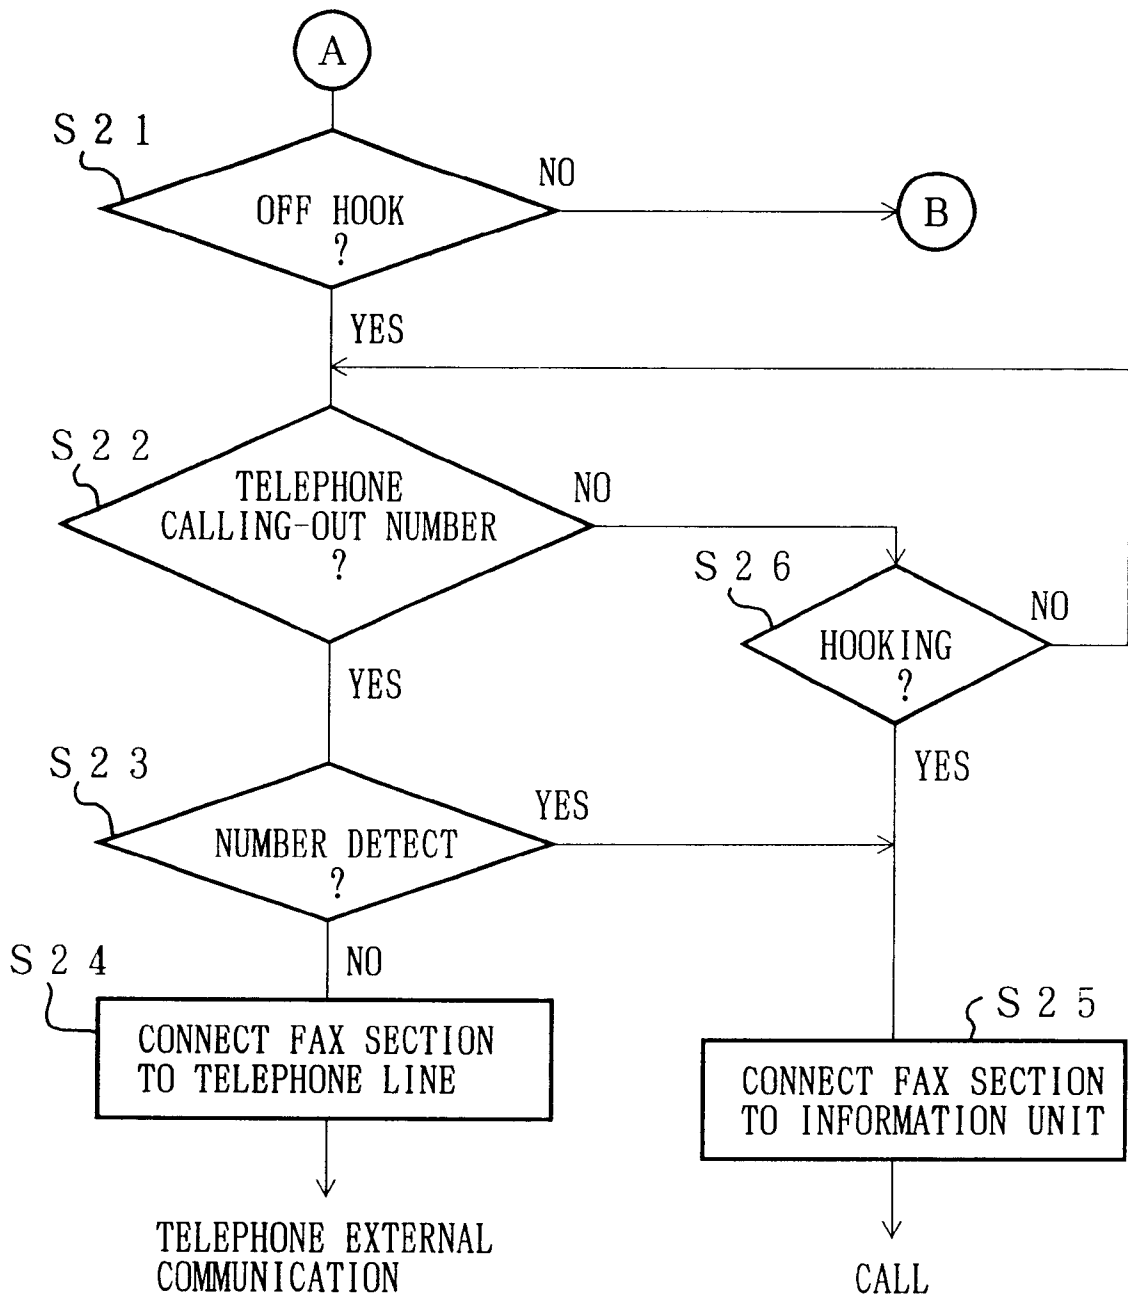 A
S21
OFF HOOK
?
NO
B
YES
S22
TELEPHONE
CALLING-OUT NUMBER
?
NO
S26
HOOKING
?
NO
YES
YES
S23
NUMBER DETECT
?
YES
NO
S24
CONNECT FAX SECTION
TO TELEPHONE LINE
S25
CONNECT FAX SECTION
TO INFORMATION UNIT
TELEPHONE EXTERNAL
COMMUNICATION
CALL